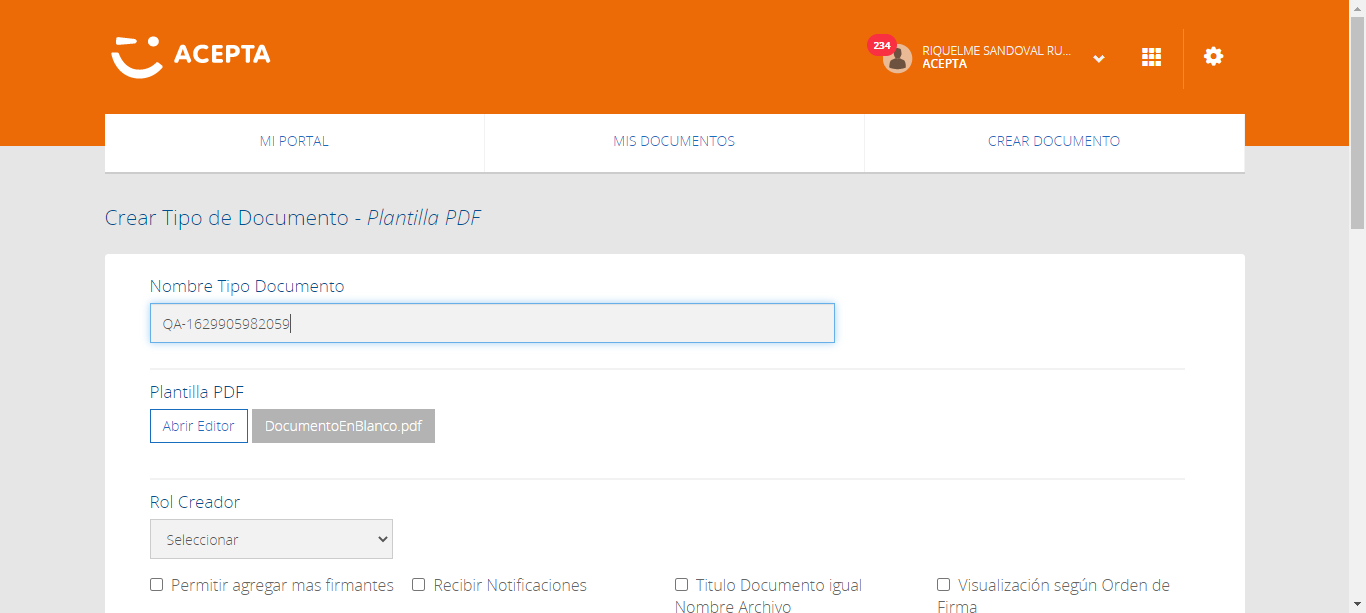 ACEPTA
234
RIQUELME SANDOVAL RU...
ACEPTA
MI PORTAL
MIS DOCUMENTOS
CREAR DOCUMENTO
Crear Tipo de Documento - Plantilla PDF
Nombre Tipo Documento
QA-1629905982059
Plantilla PDF
Abrir Editor
DocumentoEnBlanco.pdf
Rol Creador
Seleccionar
Permitir agregar mas firmantes
Recibir Notificaciones
Titulo Documento igual
Nombre Archivo
Visualización según Orden de
Firma